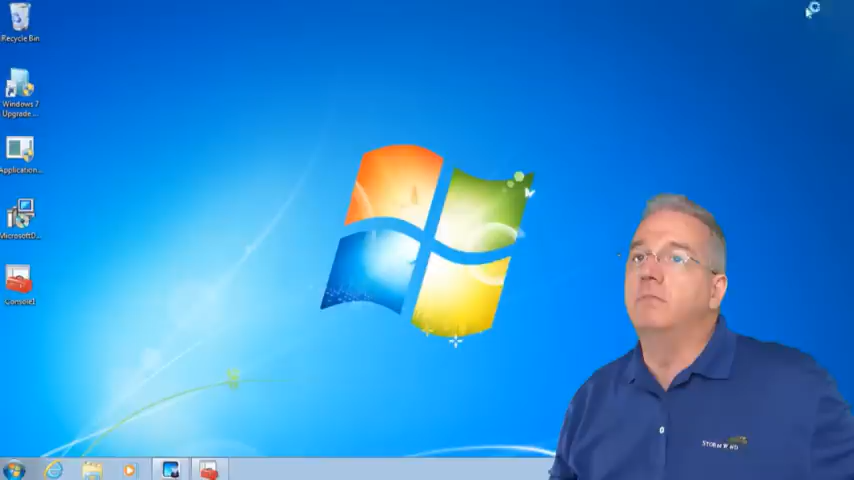 Recycle Bin
Windows 7
Upgrade ...
Application...
MicrosoftD...
Console1
STORMWIND